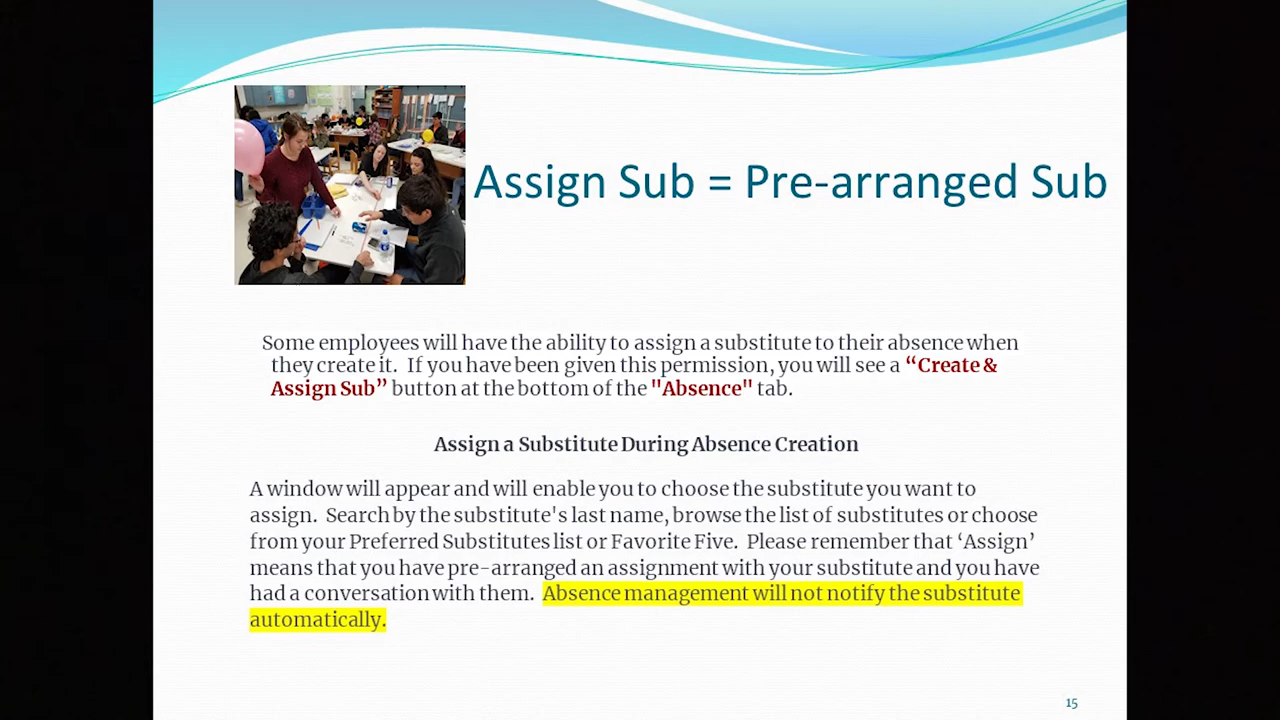 Assign Sub = Pre-arranged Sub
Some employees will have the ability to assign a substitute to their absence when
they create it.  If you have been given this permission, you will see a “Create &
Assign Sub” button at the bottom of the "Absence" tab.
Assign a Substitute During Absence Creation
A window will appear and will enable you to choose the substitute you want to
assign.  Search by the substitute's last name, browse the list of substitutes or choose
from your Preferred Substitutes list or Favorite Five.  Please remember that ‘Assign’
means that you have pre-arranged an assignment with your substitute and you have
had a conversation with them.  Absence management will not notify the substitute
automatically.
15